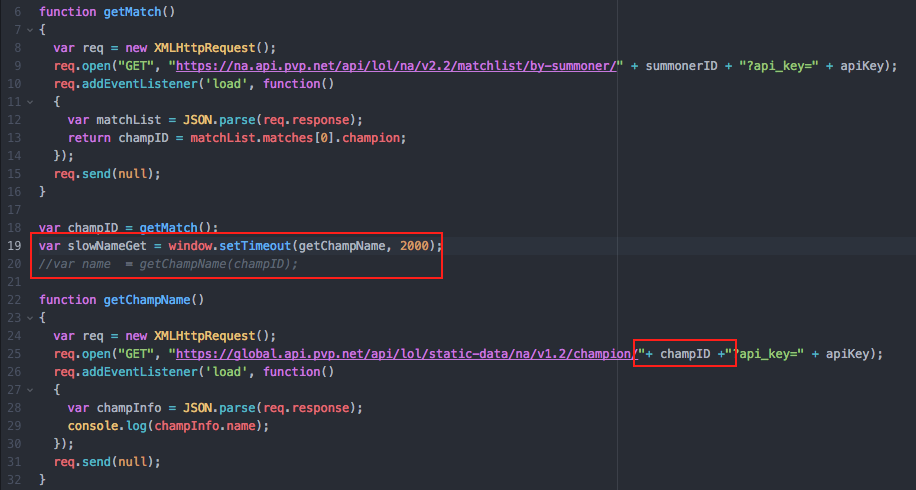 6 function getMatch()
7 {
8 var req = new XMLHttpRequest();
9 req.open("GET", "https://na.api.pvp.net/api/lol/na/v2.2/matchlist/by-summoner/" + summonerID + "?api_key=" + apiKey);
10 req.addEventListener('load', function()
11 {
12 var matchList = JSON.parse(req.response);
13 return champID = matchList.matches[0].champion;
14 });
15 req.send(null);
16 }
17
18 var champID = getMatch();
19 var slowNameGet = window.setTimeout(getChampName, 2000);
20 //var name  = getChampName(champID);
21
22 function getChampName()
23 {
24 var req = new XMLHttpRequest();
25 req.open("GET", "https://global.api.pvp.net/api/lol/static-data/na/v1.2/champion/"+ champID +"?api_key=" + apiKey);
26 req.addEventListener('load', function()
27 {
28 var champInfo = JSON.parse(req.response);
29 console.log(champInfo.name);
30 });
31 req.send(null);
32 }